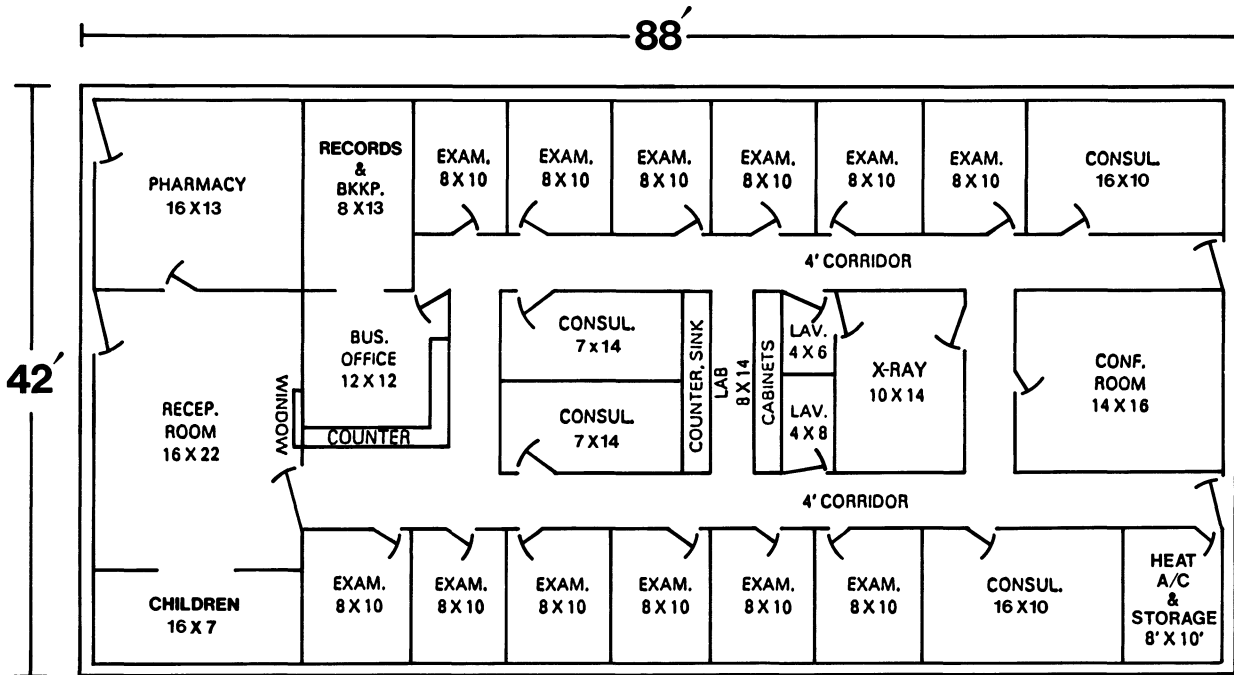 88′
42′
PHARMACY
16 X 13
RECORDS
&
BKKP.
8 X 13
EXAM.
8 X 10
EXAM.
8 X 10
EXAM.
8 X 10
EXAM.
8 X 10
EXAM.
8 X 10
EXAM.
8 X 10
CONSUL.
16 X 10
4' CORRIDOR
BUS.
OFFICE
12 X 12
WINDOW
COUNTER
RECEP.
ROOM
16 X 22
CONSUL.
7 x 14
CONSUL.
7 x 14
COUNTER, SINK
LAB
8 X 14
CABINETS
LAV.
4 X 6
LAV.
4 X 8
X-RAY
10 X 14
CONF.
ROOM
14 X 16
4' CORRIDOR
CHILDREN
16 X 7
EXAM.
8 X 10
EXAM.
8 X 10
EXAM.
8 X 10
EXAM.
8 X 10
EXAM.
8 X 10
EXAM.
8 X 10
CONSUL.
16 X 10
HEAT
A/C
&
STORAGE
8' X 10'